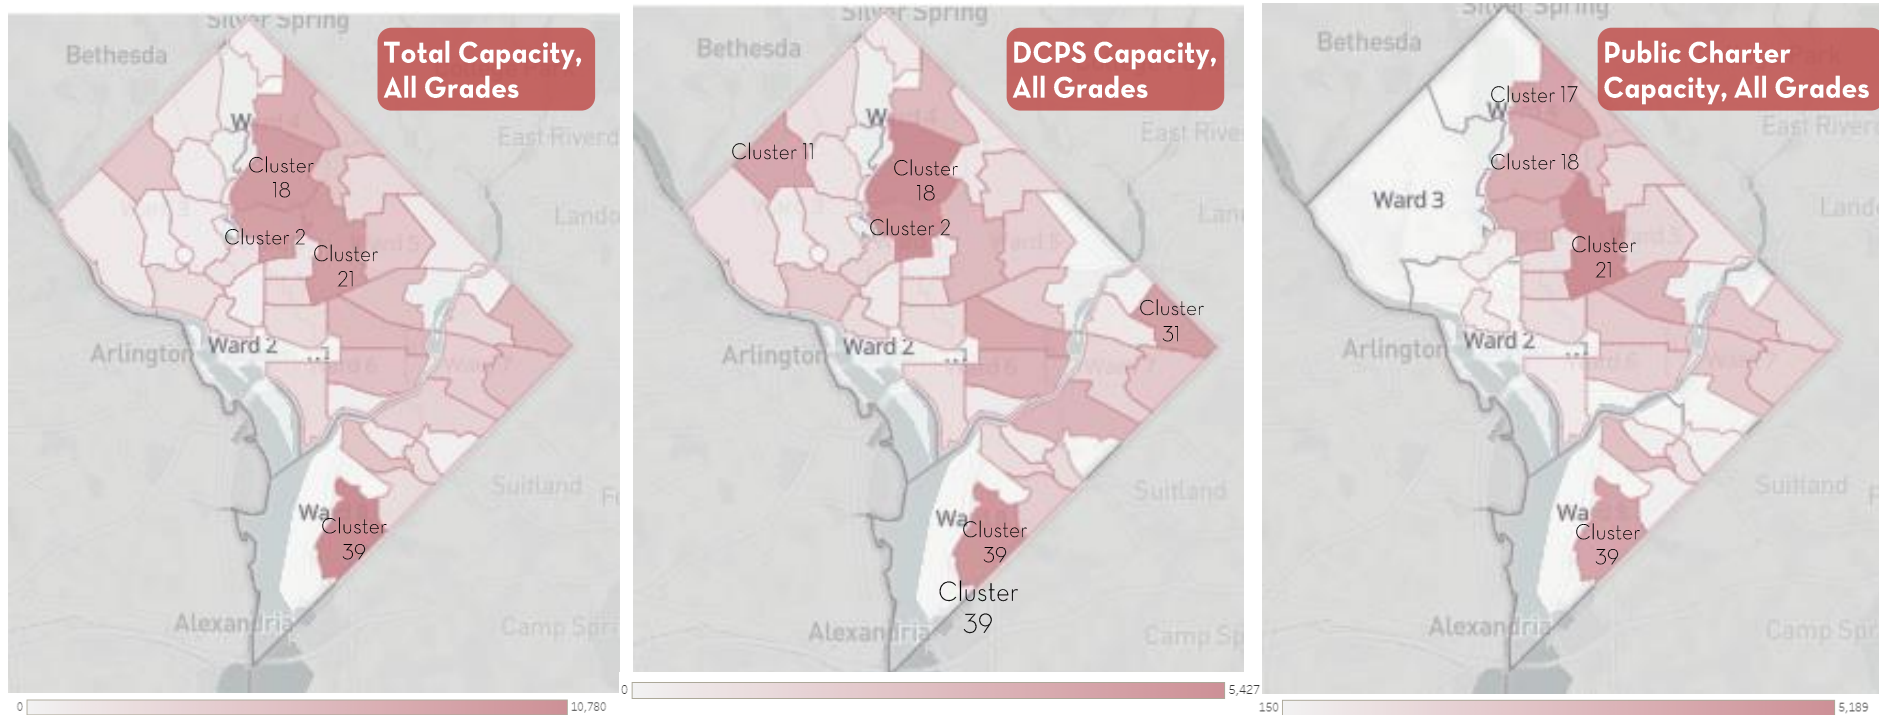 Silver Spring
Bethesda
Total Capacity,
All Grades
East Riverd
W
Cluster
18
Cluster 2
Cluster
21
Lando
Arlington
Ward 2
Suitland
Wa
Cluster
39
Alexandria
Camp Spri
0
10,780
Silver Spring
Bethesda
DCPS Capacity,
All Grades
East River
W
Cluster 11
Cluster
18
Cluster 2
Lan
Cluster
31
Arlington
Ward 2
Suitland
Wa
Cluster
39
Cluster
39
Alexandria
Camp Sp
0
5,427
Silver Spring
Bethesda
Public Charter
Capacity, All Grades
Cluster 17
W
East River
Cluster 18
Ward 3
Land
Cluster
21
Arlington
Ward 2
Suitland
Wa
Cluster
39
Alexandria
Camp Spr
150
5,189